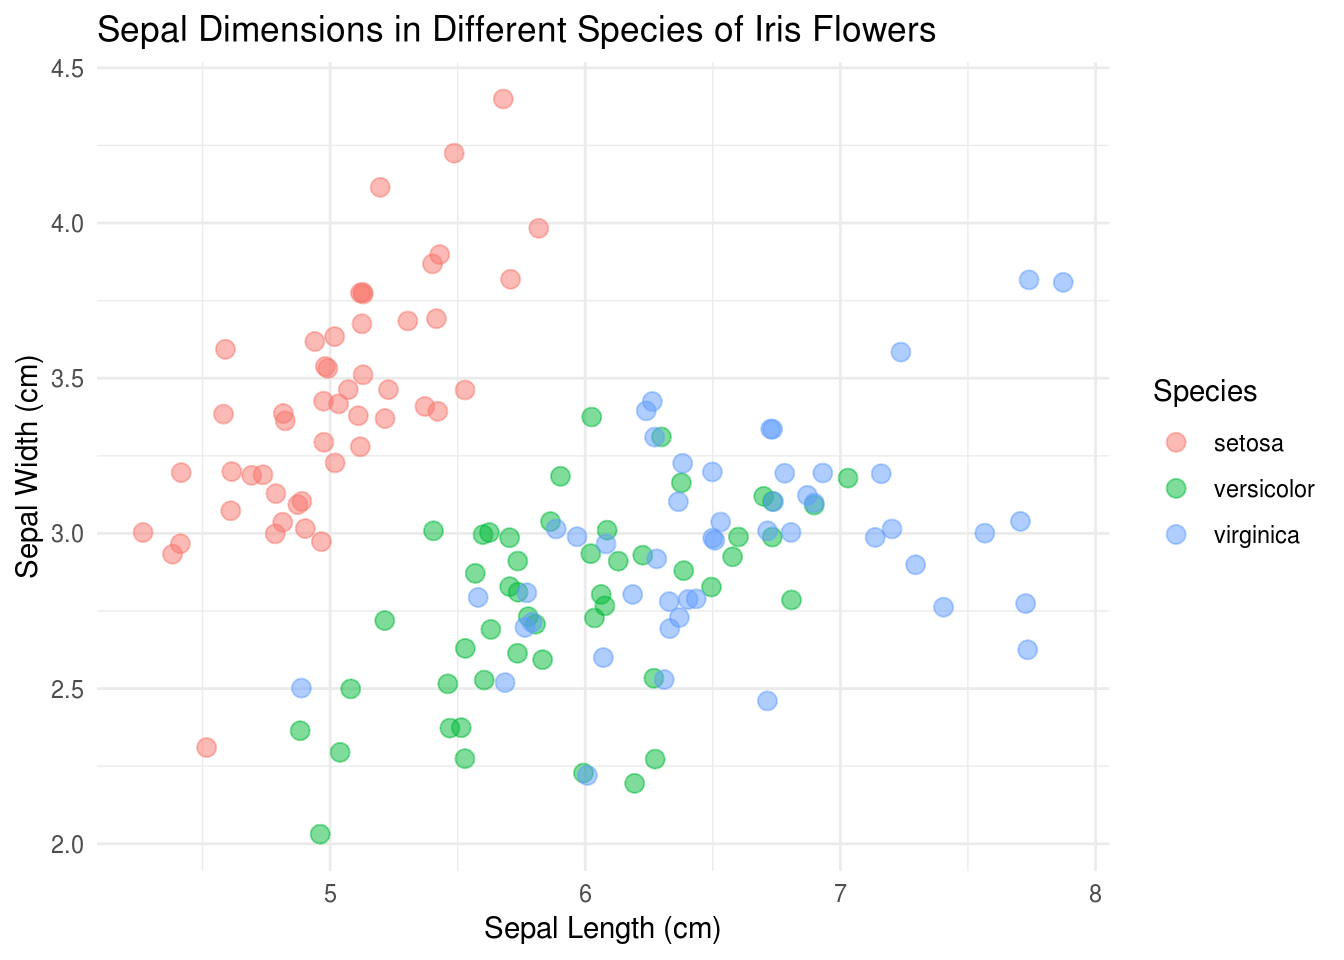 Sepal Dimensions in Different Species of Iris Flowers
4.5
4.0
3.5
3.0
2.5
2.0
Sepal Width (cm)
5 6 7 8
Sepal Length (cm)
Species
setosa
versicolor
virginica